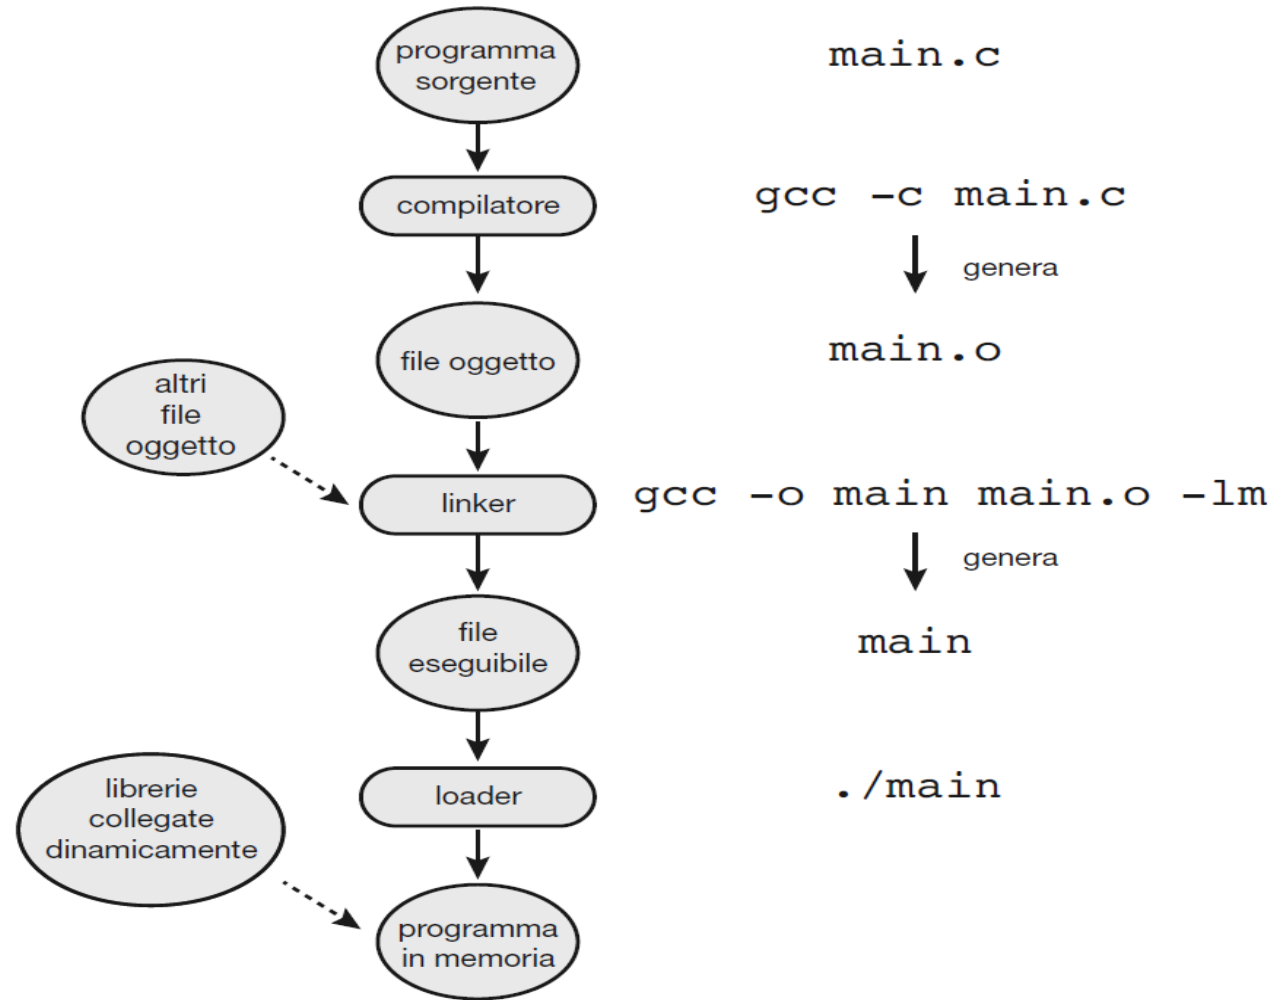 programma
sorgente
main.c
compilatore
gcc –c main.c
genera
file oggetto
main.o
altri
file
oggetto
linker
gcc –o main main.o -lm
genera
file
eseguibile
main
librerie
collegate
dinamicamente
loader
./main
programma
in memoria